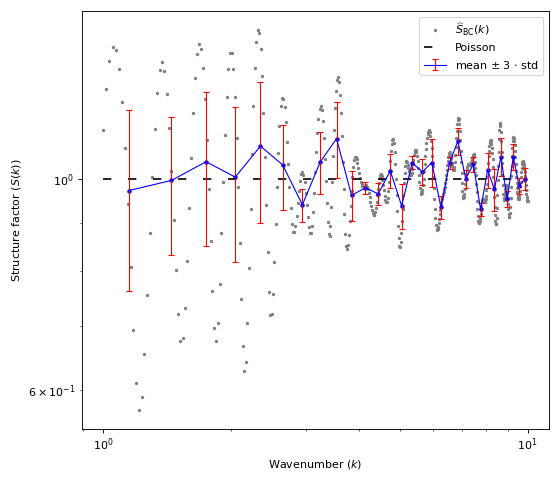 Ŝ_BC(k)
Poisson
mean ± 3 · std
Structure factor (S(k))
10⁰
6 × 10⁻¹
10⁰
10¹
Wavenumber (k)